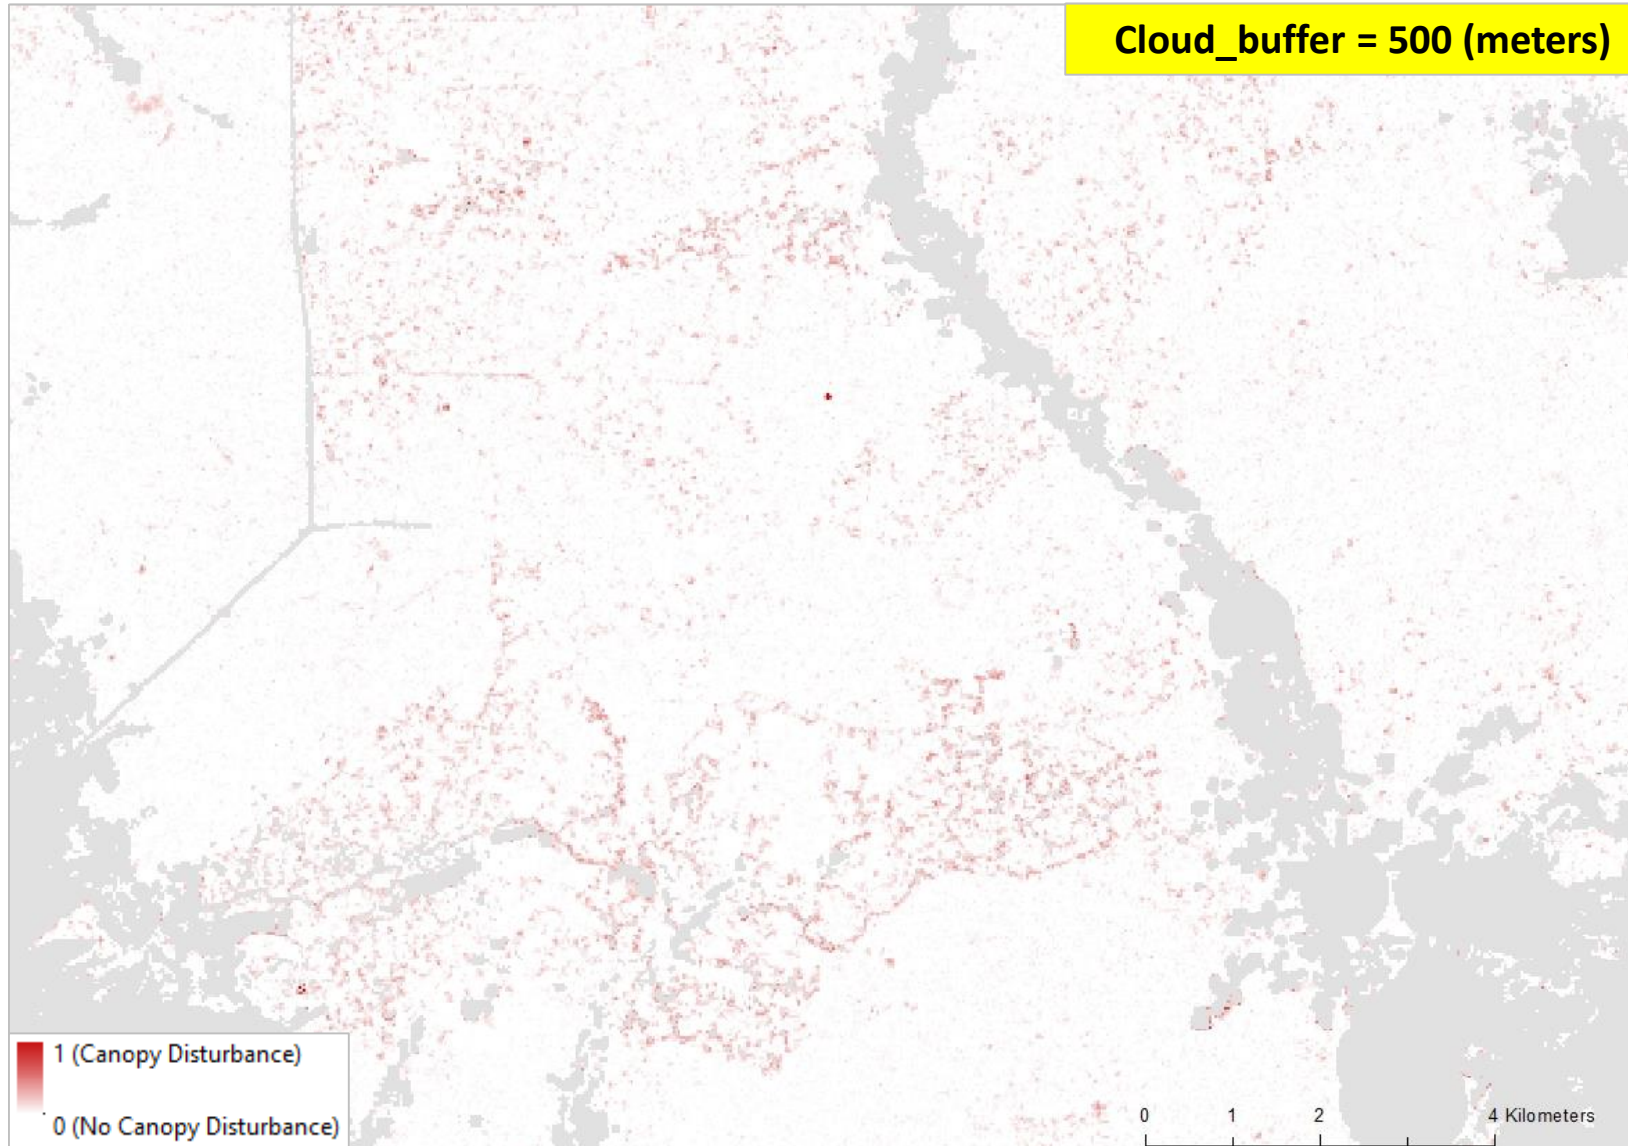 Cloud_buffer = 500 (meters)
1 (Canopy Disturbance)
0 (No Canopy Disturbance)
0 1 2 4 Kilometers